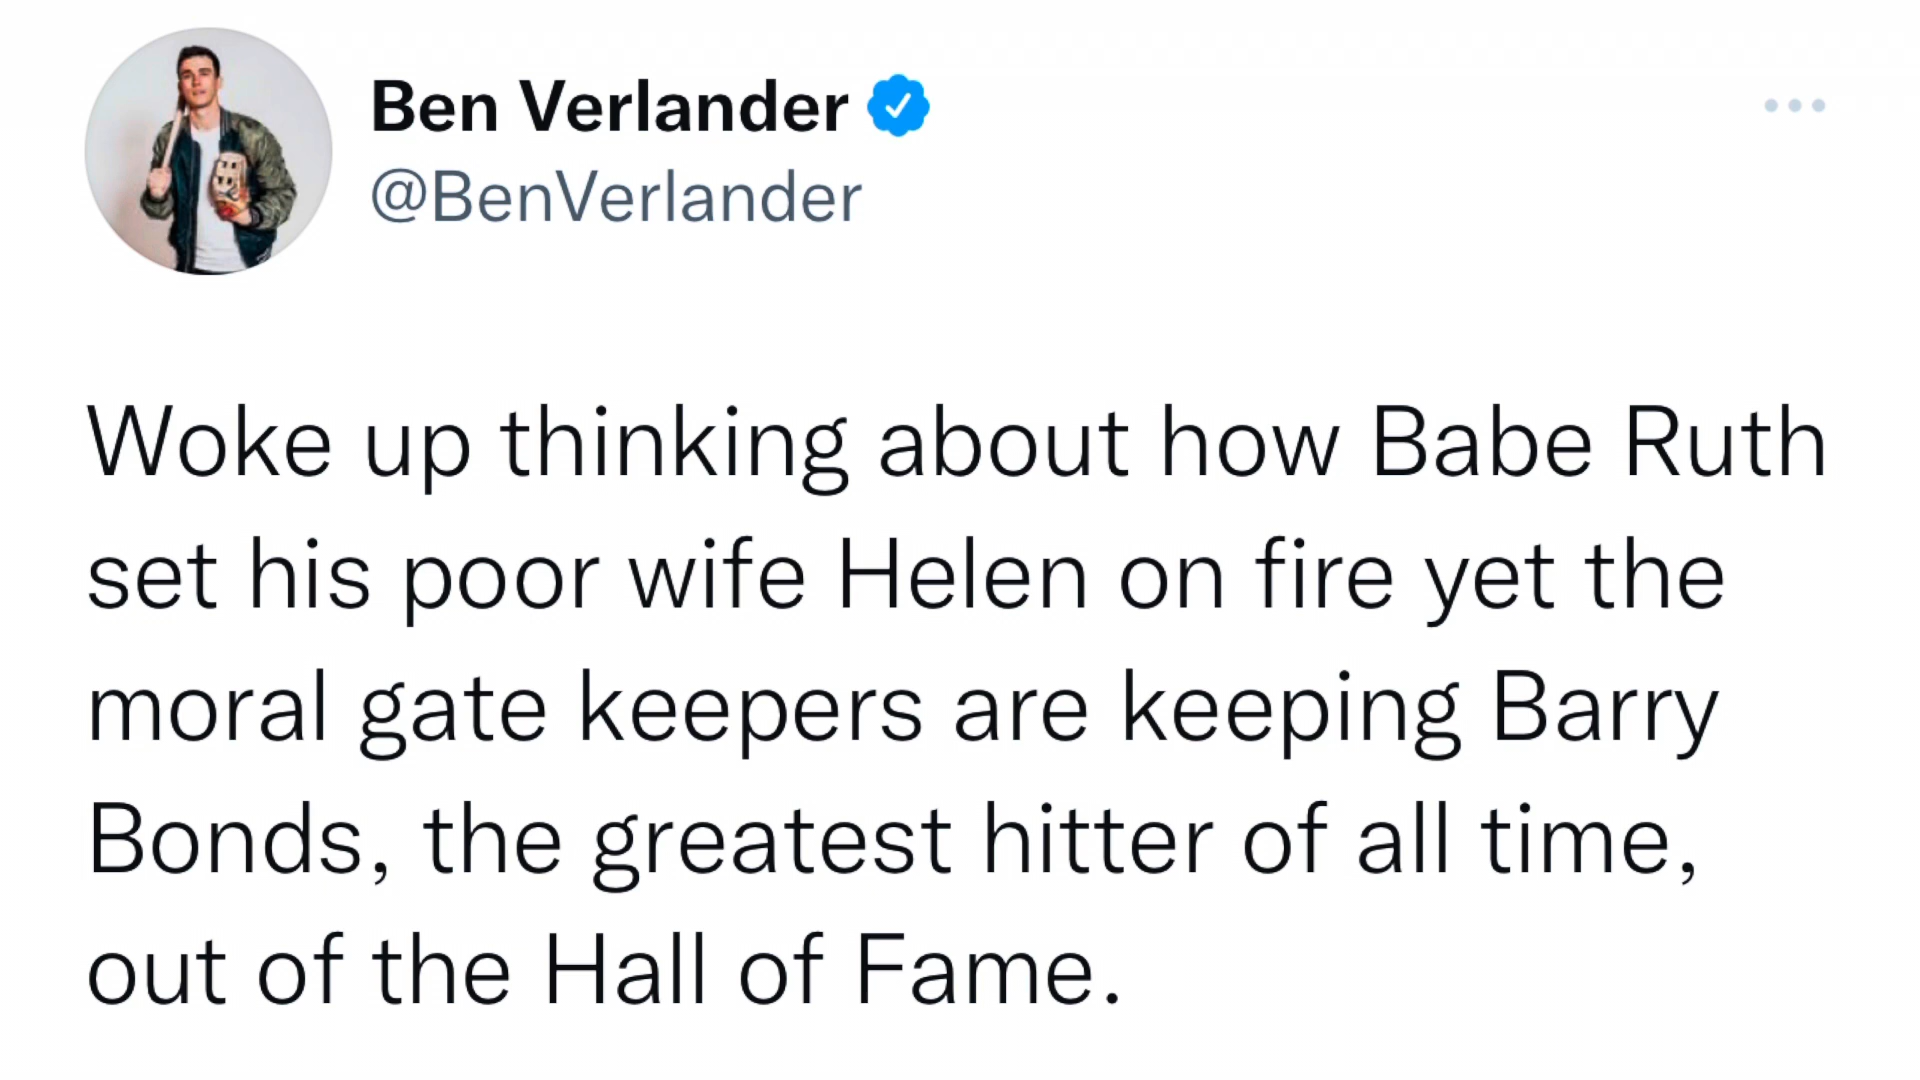 Ben Verlander
@BenVerlander
Woke up thinking about how Babe Ruth
set his poor wife Helen on fire yet the
moral gate keepers are keeping Barry
Bonds, the greatest hitter of all time,
out of the Hall of Fame.